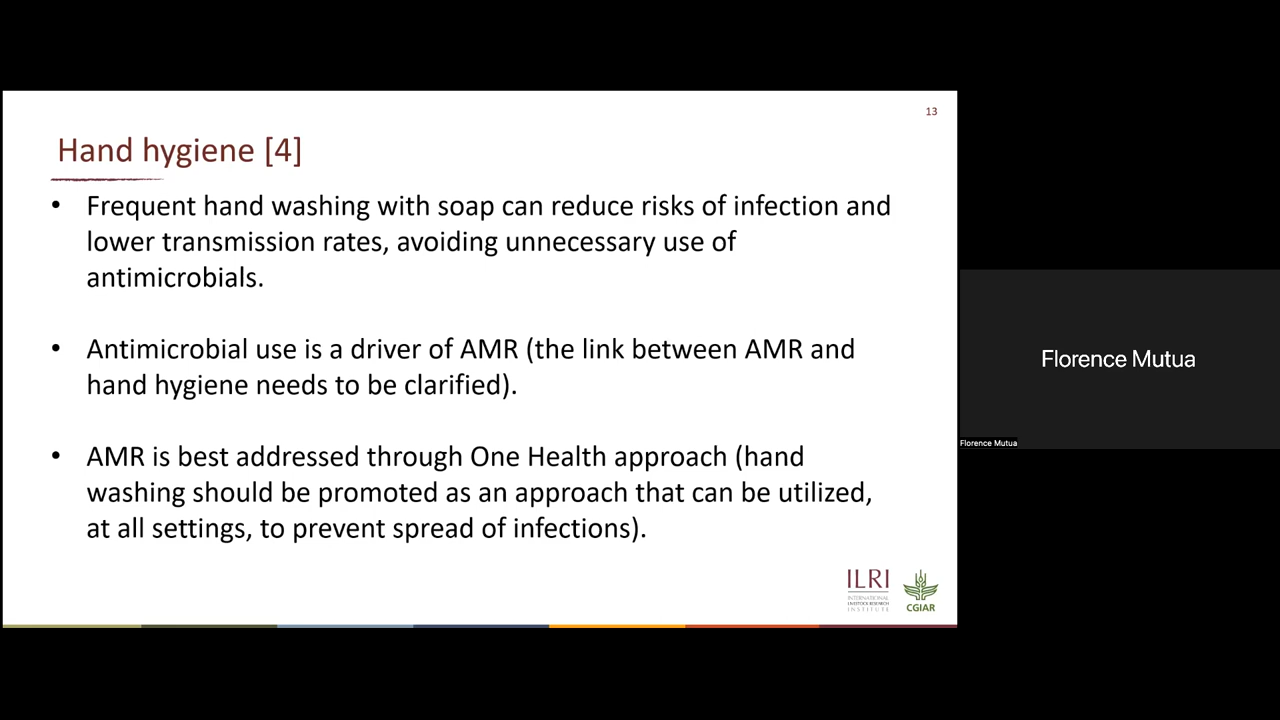 13
Hand hygiene [4]
• Frequent hand washing with soap can reduce risks of infection and
lower transmission rates, avoiding unnecessary use of
antimicrobials.
• Antimicrobial use is a driver of AMR (the link between AMR and
hand hygiene needs to be clarified).
• AMR is best addressed through One Health approach (hand
washing should be promoted as an approach that can be utilized,
at all settings, to prevent spread of infections).
ILRI
INTERNATIONAL
LIVESTOCK RESEARCH
INSTITUTE
CGIAR
Florence Mutua
Florence Mutua